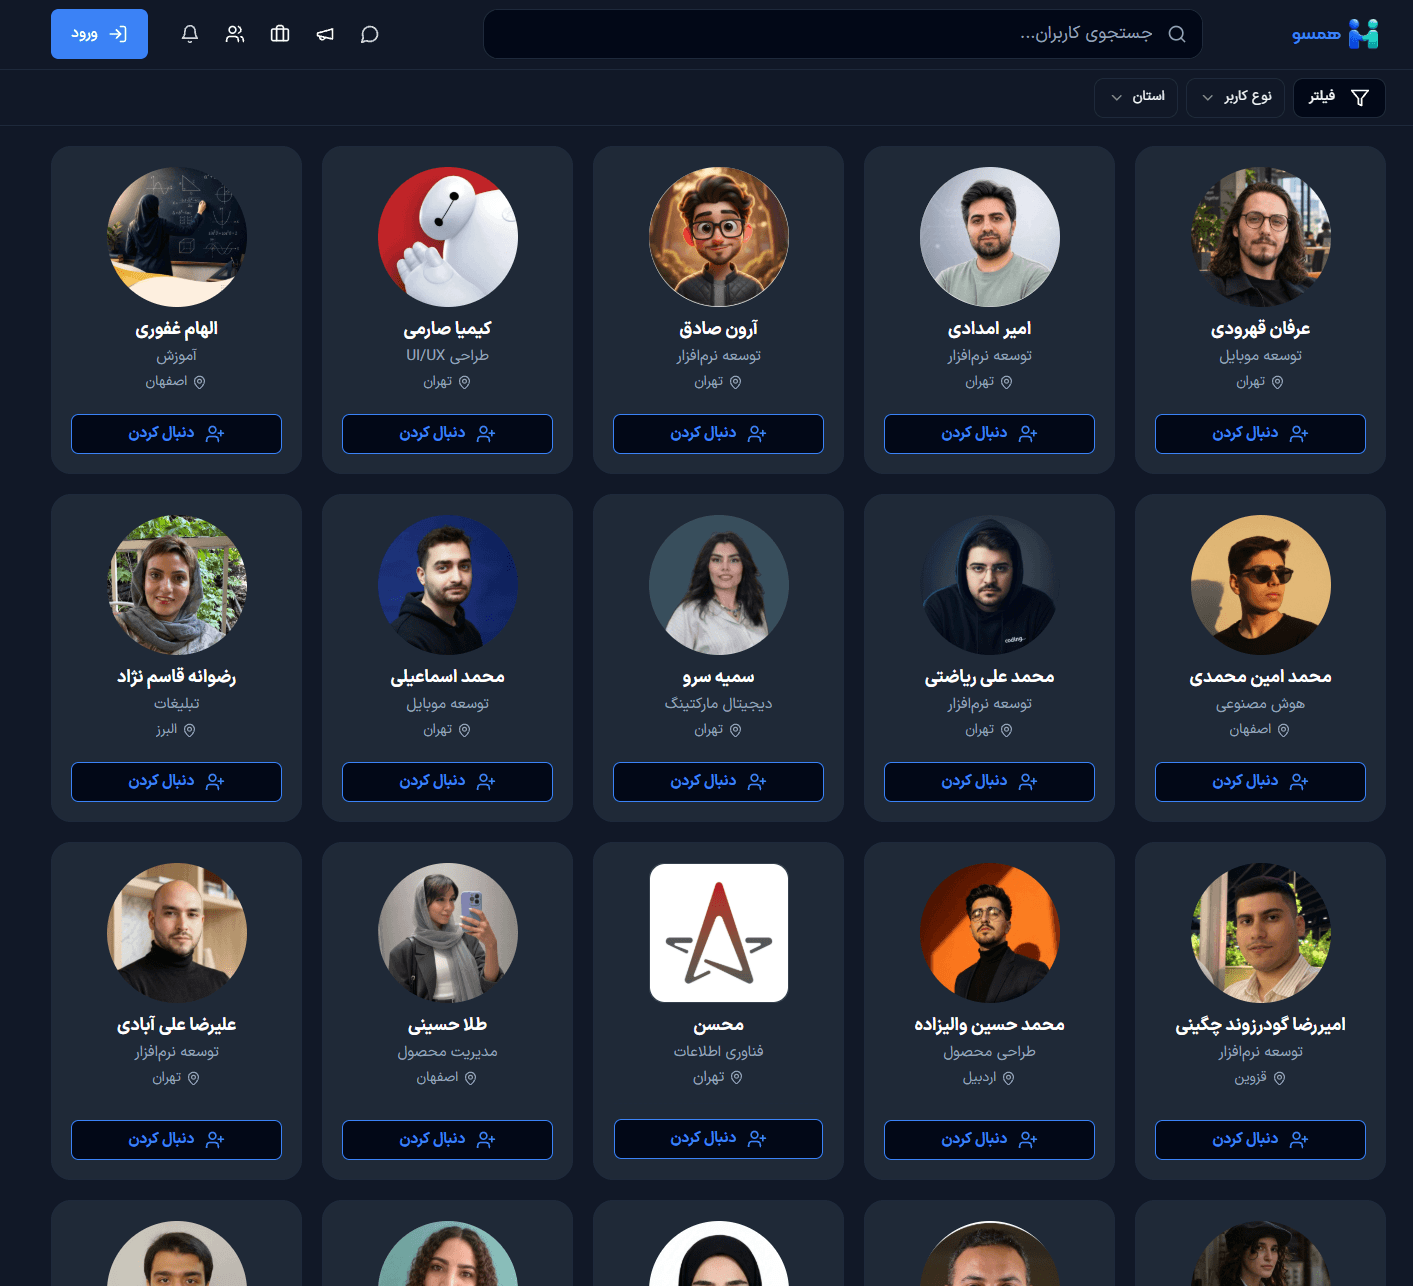 همسو
جستجوی کاربران...
ورود
فیلتر
نوع کاربر
استان
عرفان قهرودی
توسعه موبایل
تهران
دنبال کردن
امیر امدادی
توسعه نرم‌افزار
تهران
دنبال کردن
آرون صادق
توسعه نرم‌افزار
تهران
دنبال کردن
کیمیا صارمی
طراحی UI/UX
تهران
دنبال کردن
الهام غفوری
آموزش
اصفهان
دنبال کردن
محمد امین محمدی
هوش مصنوعی
اصفهان
دنبال کردن
coding..
محمد علی ریاضتی
توسعه نرم‌افزار
تهران
دنبال کردن
سمیه سرو
دیجیتال مارکتینگ
تهران
دنبال کردن
محمد اسماعیلی
توسعه موبایل
تهران
دنبال کردن
رضوانه قاسم نژاد
تبلیغات
البرز
دنبال کردن
امیررضا گودرزوند چگینی
توسعه نرم‌افزار
قزوین
دنبال کردن
محمد حسین والیزاده
طراحی محصول
اردبیل
دنبال کردن
محسن
فناوری اطلاعات
تهران
دنبال کردن
طلا حسینی
مدیریت محصول
اصفهان
دنبال کردن
علیرضا علی آبادی
توسعه نرم‌افزار
تهران
دنبال کردن